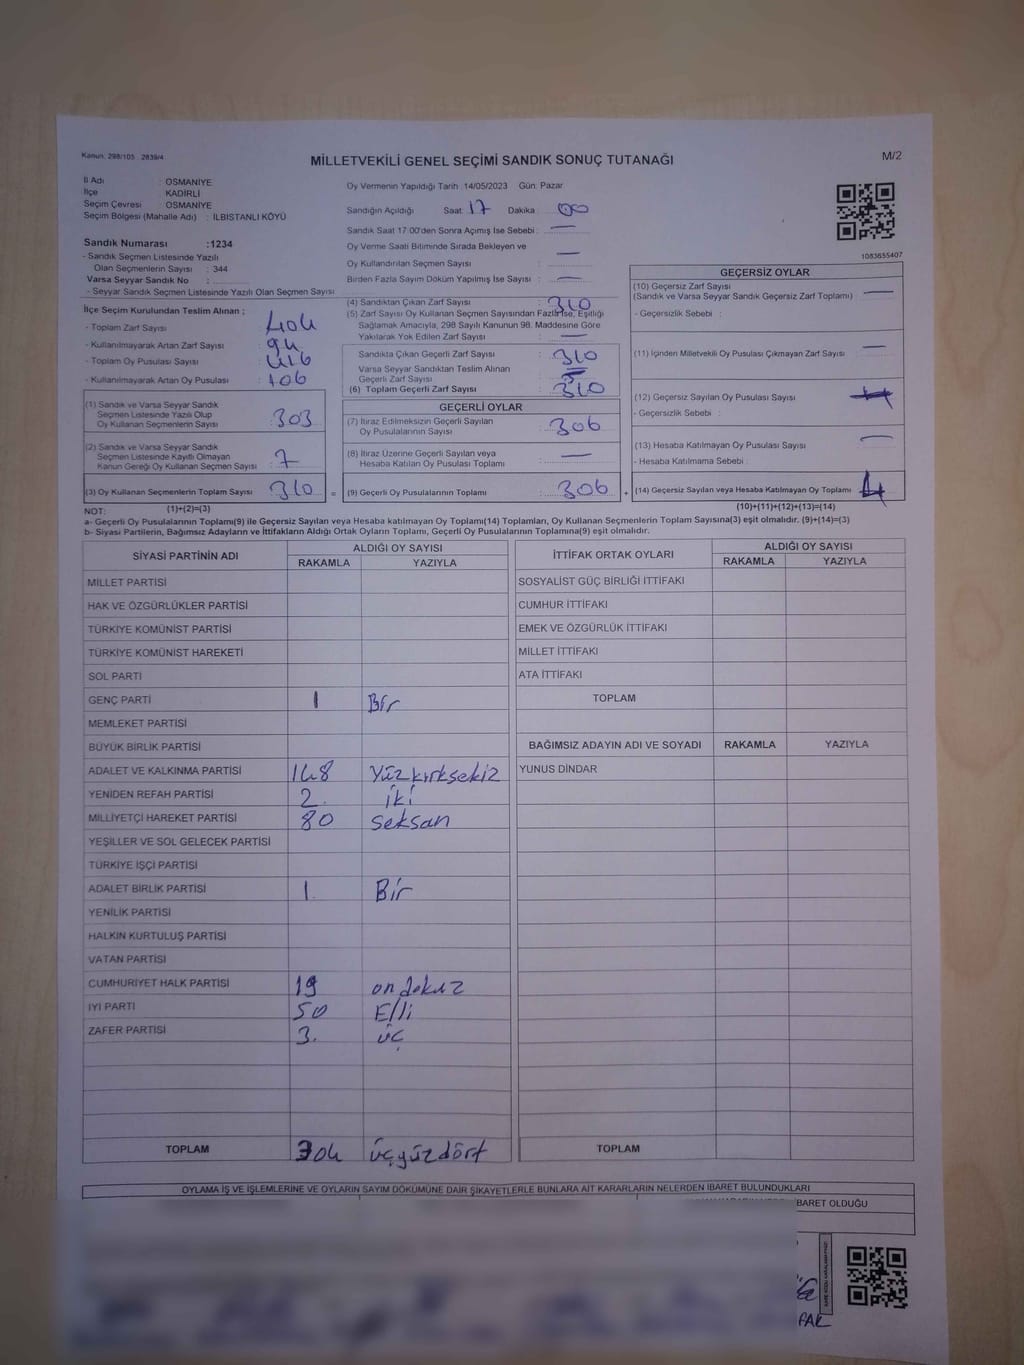 Kanun. 298/105 2839/4
MİLLETVEKİLİ GENEL SEÇİMİ SANDIK SONUÇ TUTANAĞI
M/2
İl Adı : OSMANİYE
İlçe : KADİRLİ
Seçim Çevresi : OSMANİYE
Seçim Bölgesi (Mahalle Adı) : İLBİSTANLI KÖYÜ
Sandık Numarası :1234
- Sandık Seçmen Listesinde Yazılı
Olan Seçmenlerin Sayısı : 344
Varsa Seyyar Sandık No :
- Seyyar Sandık Seçmen Listesinde Yazılı Olan Seçmen Sayısı
Oy Vermenin Yapıldığı Tarih : 14/05/2023 Gün: Pazar
Sandığın Açıldığı Saat: 17 Dakika: 00
Sandık Saat 17:00'den Sonra Açımış İse Sebebi : —
Oy Verme Saati Bitiminde Sırada Bekleyen ve
Oy Kullandırılan Seçmen Sayısı : —
Birden Fazla Sayım Döküm Yapılmış İse Sayısı : —
1083655407
İlçe Seçim Kurulundan Teslim Alınan ;
- Toplam Zarf Sayısı : 404
- Kullanılmayarak Artan Zarf Sayısı : 94
- Toplam Oy Pusulası Sayısı : 416
- Kullanılmayarak Artan Oy Pusulası : 106
(1) Sandık ve Varsa Seyyar Sandık
Seçmen Listesinde Yazılı Olup
Oy Kullanan Seçmenlerin Sayısı : 303
(2) Sandık ve Varsa Seyyar Sandık
Seçmen Listesinde Kayıtlı Olmayan
Kanun Gereği Oy Kullanan Seçmen Sayısı : 7
(3) Oy Kullanan Seçmenlerin Toplam Sayısı : 310
(4) Sandıktan Çıkan Zarf Sayısı : 310
(5) Zarf Sayısı Oy Kullanan Seçmen Sayısından Fazla İse, Eşitliği
Sağlamak Amacıyla, 298 Sayılı Kanunun 98. Maddesine Göre
Yakılarak Yok Edilen Zarf Sayısı : —
Sandıkta Çıkan Geçerli Zarf Sayısı : 310
Varsa Seyyar Sandıktan Teslim Alınan
Geçerli Zarf Sayısı : —
(6) Toplam Geçerli Zarf Sayısı : 310
GEÇERLİ OYLAR
(7) İtiraz Edilmeksizin Geçerli Sayılan
Oy Pusulalarının Sayısı : 306
(8) İtiraz Üzerine Geçerli Sayılan veya
Hesaba Katılan Oy Pusulası Toplamı : —
= (9) Geçerli Oy Pusulalarının Toplamı : 306
GEÇERSİZ OYLAR
(10) Geçersiz Zarf Sayısı
(Sandık ve Varsa Seyyar Sandık Geçersiz Zarf Toplamı) : —
- Geçersizlik Sebebi :
(11) İçinden Milletvekili Oy Pusulası Çıkmayan Zarf Sayısı : —
(12) Geçersiz Sayılan Oy Pusulası Sayısı :
- Geçersizlik Sebebi :
(13) Hesaba Katılmayan Oy Pusulası Sayısı : —
- Hesaba Katılmama Sebebi :
+ (14) Geçersiz Sayılan veya Hesaba Katılmayan Oy Toplamı : 4
NOT: (1)+(2)=(3) (10)+(11)+(12)+(13)=(14)
a- Geçerli Oy Pusulalarının Toplamı(9) ile Geçersiz Sayılan veya Hesaba katılmayan Oy Toplamı(14) Toplamları, Oy Kullanan Seçmenlerin Toplam Sayısına(3) eşit olmalıdır. (9)+(14)=(3)
b- Siyasi Partilerin, Bağımsız Adayların ve İttifakların Aldığı Ortak Oyların Toplamı, Geçerli Oy Pusulalarının Toplamına(9) eşit olmalıdır.
SİYASİ PARTİNİN ADI ALDIĞI OY SAYISI
RAKAMLA YAZIYLA
MİLLET PARTİSİ
HAK VE ÖZGÜRLÜKLER PARTİSİ
TÜRKİYE KOMÜNİST PARTİSİ
TÜRKİYE KOMÜNİST HAREKETİ
SOL PARTİ
GENÇ PARTİ 1 Bir
MEMLEKET PARTİSİ
BÜYÜK BİRLİK PARTİSİ
ADALET VE KALKINMA PARTİSİ 148 Yüzkırksekiz
YENİDEN REFAH PARTİSİ 2. iki
MİLLİYETÇİ HAREKET PARTİSİ 80 seksan
YEŞİLLER VE SOL GELECEK PARTİSİ
TÜRKİYE İŞÇİ PARTİSİ
ADALET BİRLİK PARTİSİ 1. Bir
YENİLİK PARTİSİ
HALKIN KURTULUŞ PARTİSİ
VATAN PARTİSİ
CUMHURİYET HALK PARTİSİ 19 on dokuz
İYİ PARTİ 50 Elli
ZAFER PARTİSİ 3. üç
TOPLAM 304 üçyüzdört
İTTİFAK ORTAK OYLARI ALDIĞI OY SAYISI
RAKAMLA YAZIYLA
SOSYALİST GÜÇ BİRLİĞİ İTTİFAKI
CUMHUR İTTİFAKI
EMEK VE ÖZGÜRLÜK İTTİFAKI
MİLLET İTTİFAKI
ATA İTTİFAKI
TOPLAM
BAĞIMSIZ ADAYIN ADI VE SOYADI RAKAMLA YAZIYLA
YUNUS DİNDAR
TOPLAM
OYLAMA İŞ VE İŞLEMLERİNE VE OYLARIN SAYIM DÖKÜMÜNE DAİR ŞİKAYETLERLE BUNLARA AİT KARARLARIN NELERDEN İBARET BULUNDUKLARI
İBARET OLDUĞU